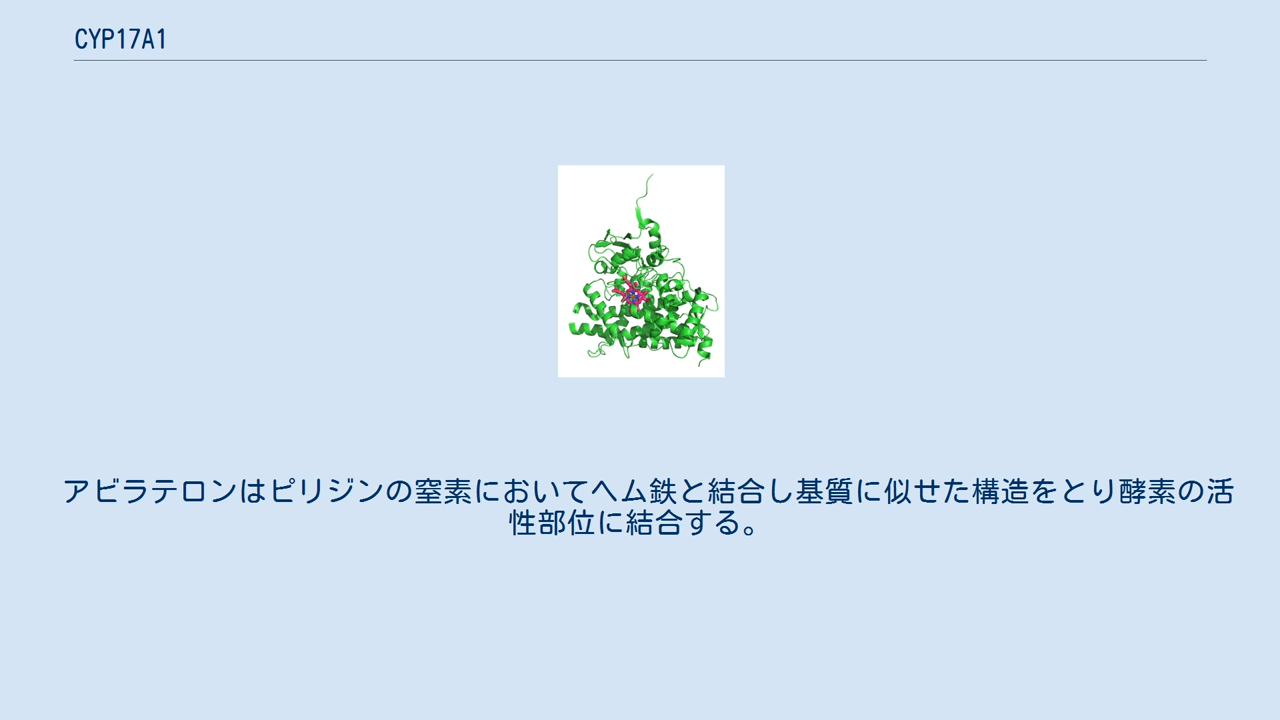 CYP17A1
アビラテロンはピリジンの窒素においてヘム鉄と結合し基質に似せた構造をとり酵素の活
性部位に結合する。